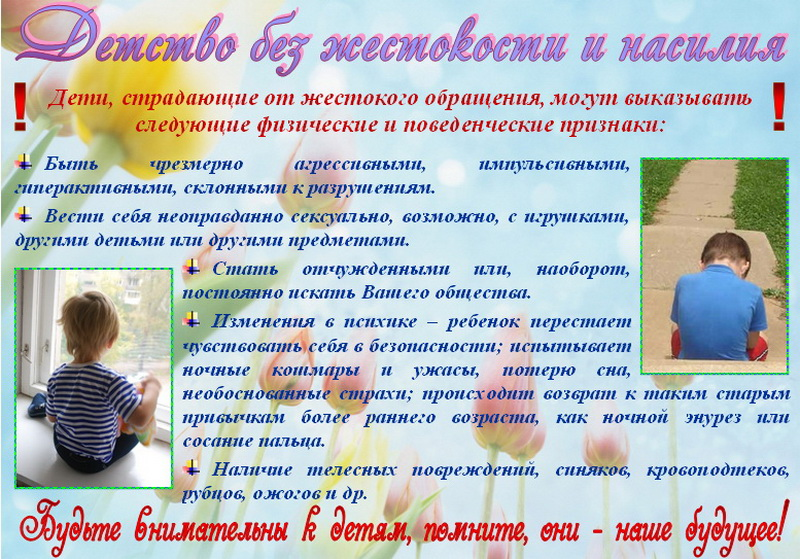 Детство без жестокости и насилия
! Дети, страдающие от жестокого обращения, могут выказывать !
следующие физические и поведенческие признаки:
Быть чрезмерно агрессивными, импульсивными,
гиперактивными, склонными к разрушениям.
Вести себя неоправданно сексуально, возможно, с игрушками,
другими детьми или другими предметами.
Стать отчужденными или, наоборот,
постоянно искать Вашего общества.
Изменения в психике – ребенок перестает
чувствовать себя в безопасности; испытывает
ночные кошмары и ужасы, потерю сна,
необоснованные страхи; происходит возврат к таким старым
привычкам более раннего возраста, как ночной энурез или
сосание пальца.
Наличие телесных повреждений, синяков, кровоподтеков,
рубцов, ожогов и др.
Будьте внимательны к детям, помните, они - наше будущее!